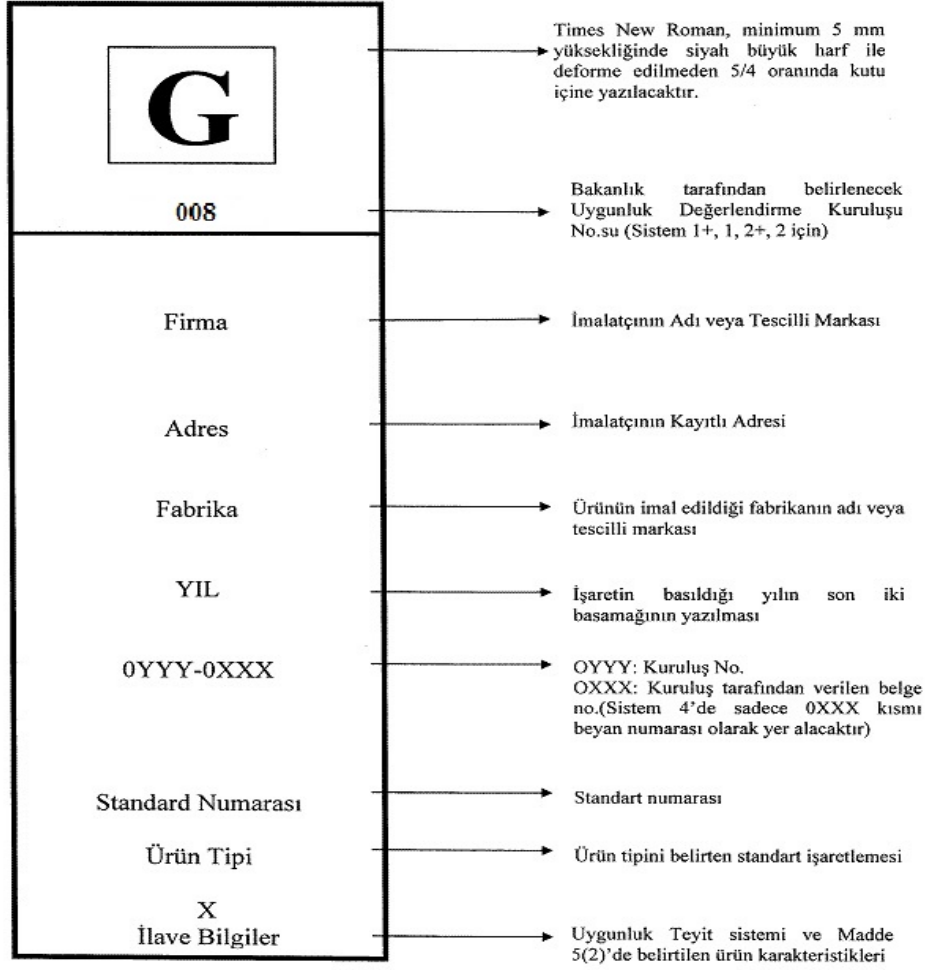 Times New Roman, minimum 5 mm
yüksekliğinde siyah büyük harf ile
deforme edilmeden 5/4 oranında kutu
içine yazılacaktır.
G
008
Bakanlık tarafından belirlenecek
Uygunluk Değerlendirme Kuruluşu
No.su (Sistem 1+, 1, 2+, 2 için)
Firma
İmalatçının Adı veya Tescilli Markası
Adres
İmalatçının Kayıtlı Adresi
Fabrika
Ürünün imal edildiği fabrikanın adı veya
tescilli markası
YIL
İşaretin basıldığı yılın son iki
basamağının yazılması
0YYY-0XXX
OYYY: Kuruluş No.
OXXX: Kuruluş tarafından verilen belge
no.(Sistem 4’de sadece 0XXX kısmı
beyan numarası olarak yer alacaktır)
Standard Numarası
Standart numarası
Ürün Tipi
Ürün tipini belirten standart işaretlemesi
X
İlave Bilgiler
Uygunluk Teyit sistemi ve Madde
5(2)’de belirtilen ürün karakteristikleri